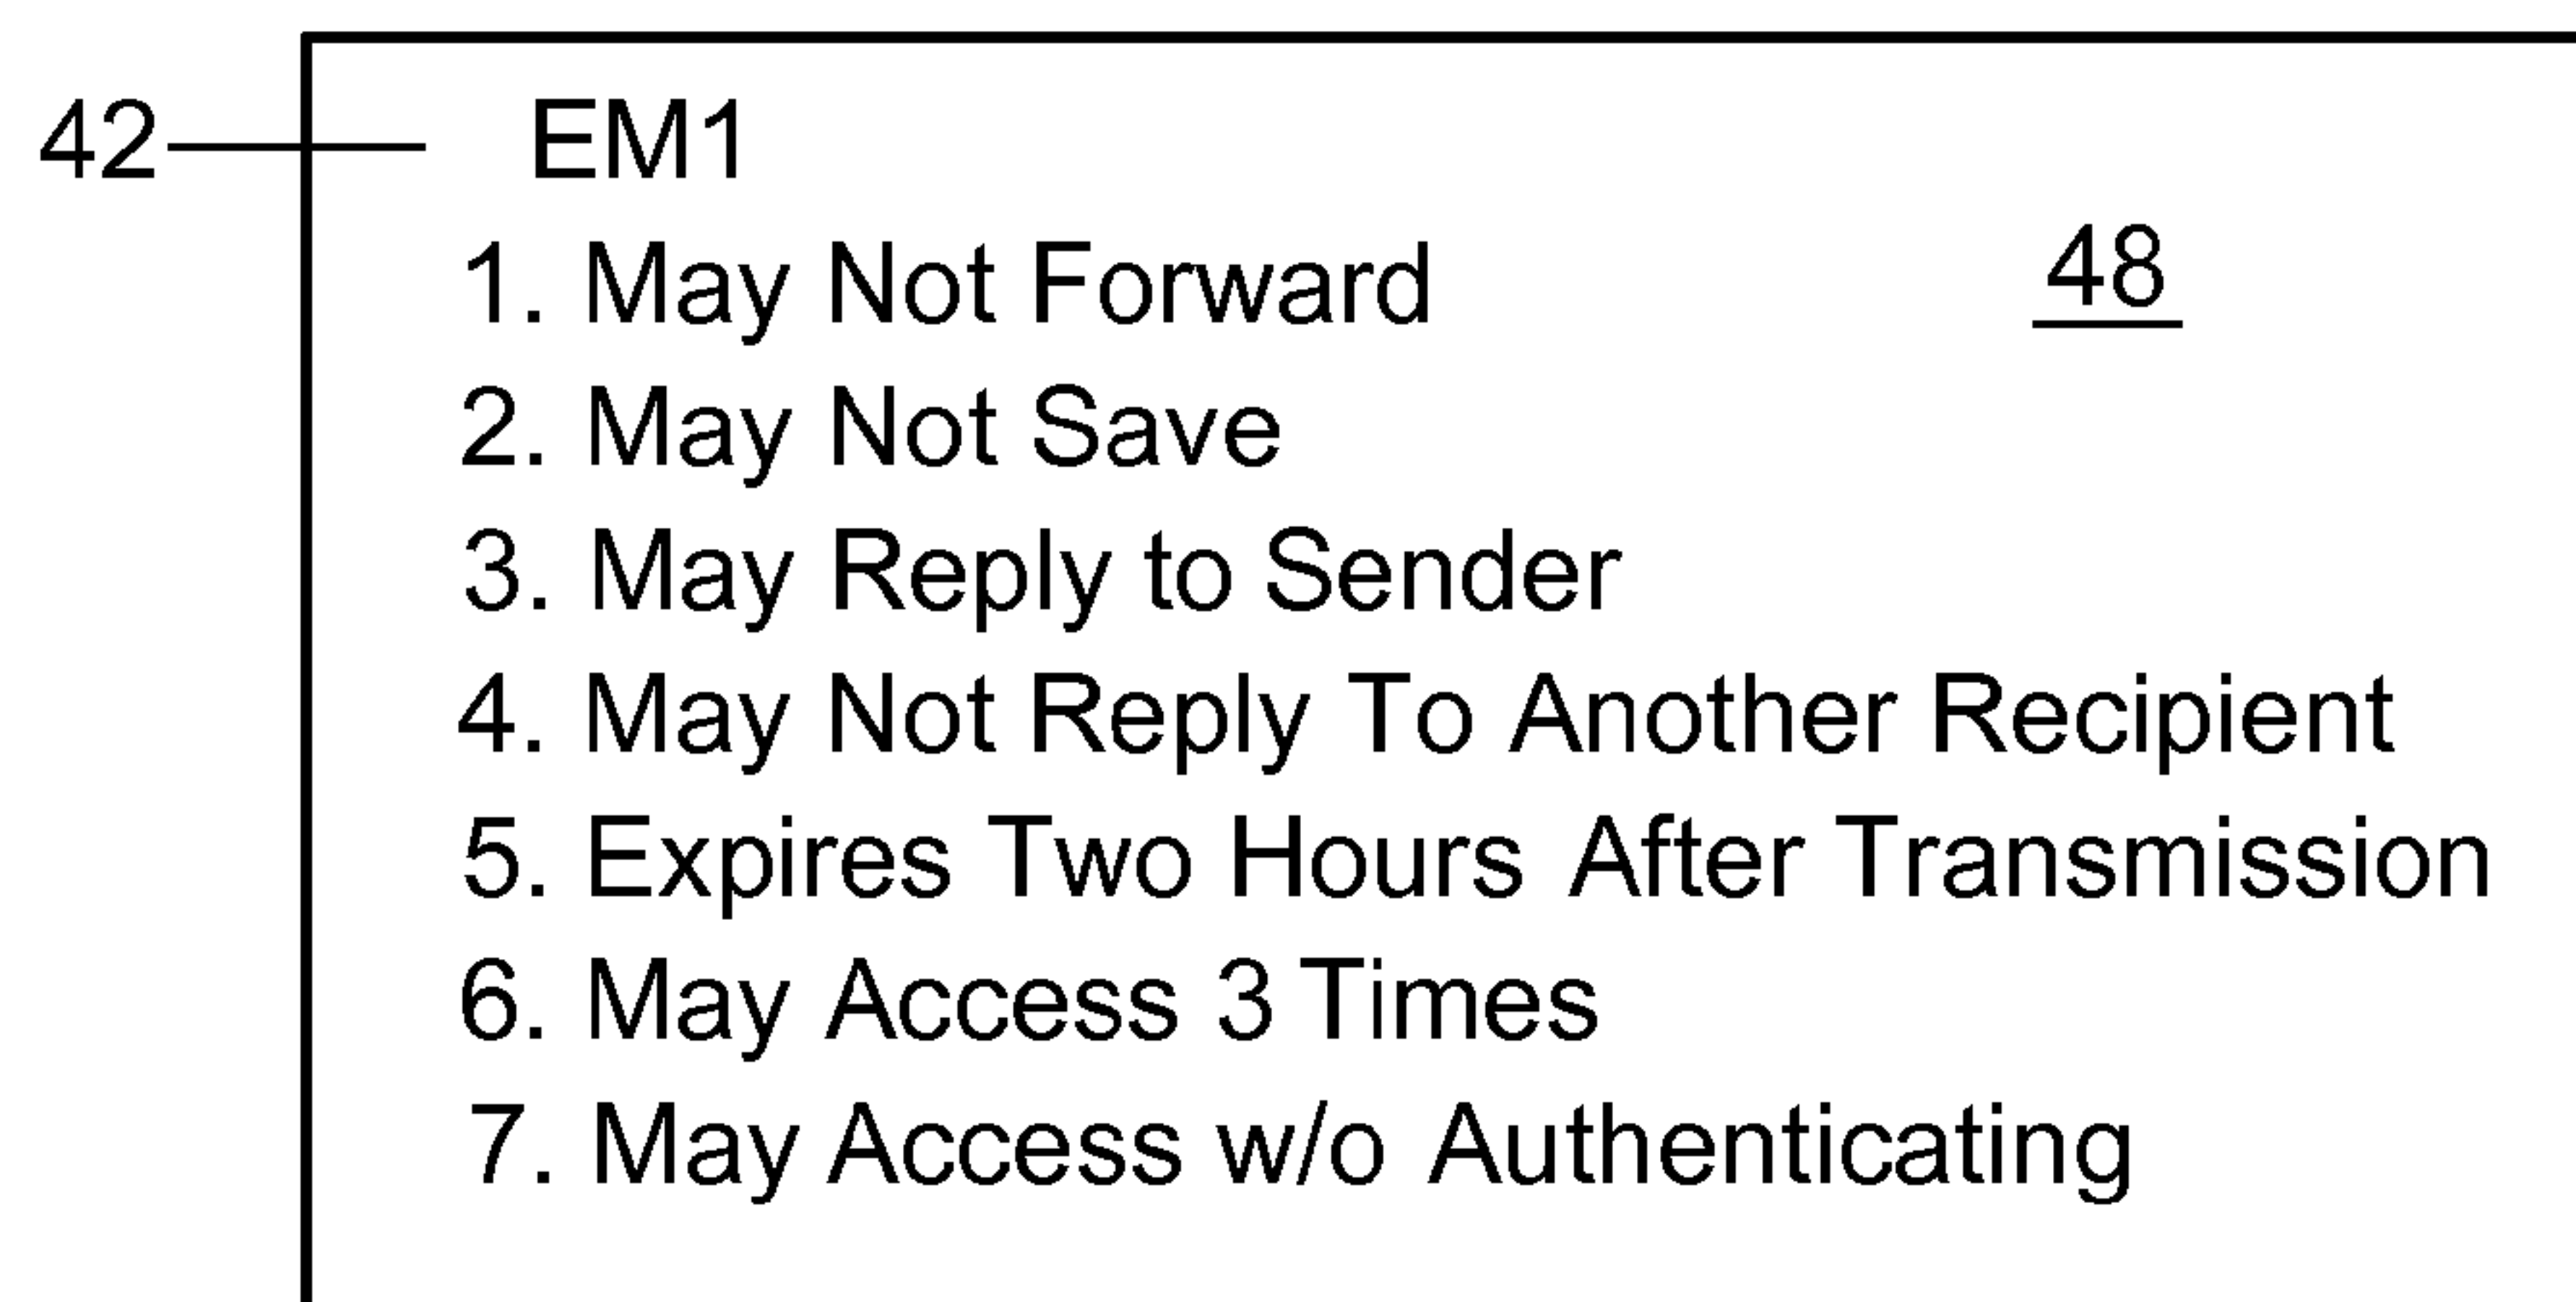 42 EM1
1. May Not Forward 48
2. May Not Save
3. May Reply to Sender
4. May Not Reply To Another Recipient
5. Expires Two Hours After Transmission
6. May Access 3 Times
7. May Access w/o Authenticating